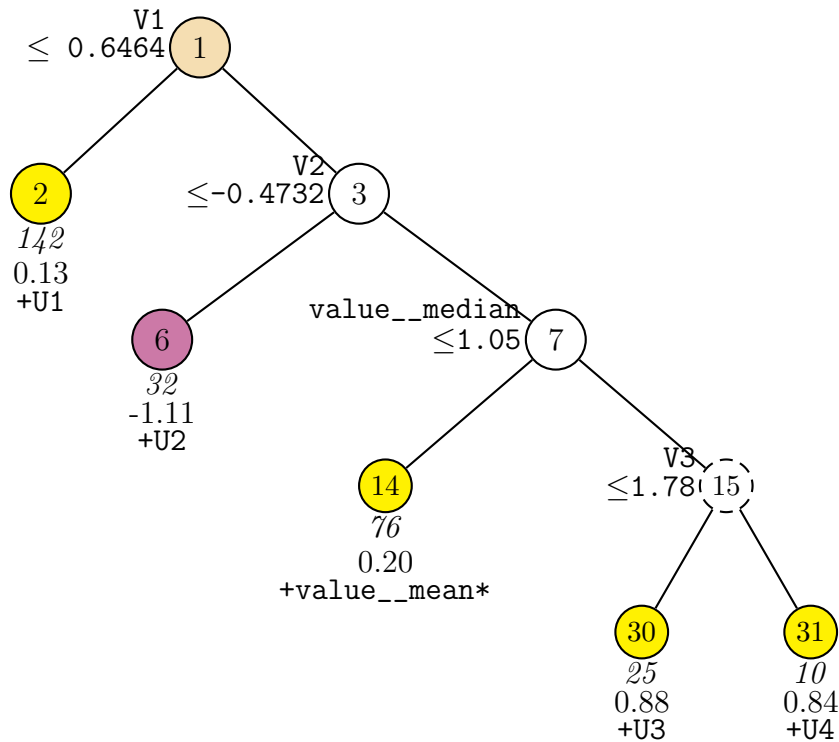 V1
≤ 0.6464
1
2
142
0.13
+U1
V2
≤-0.4732
3
6
32
-1.11
+U2
value__median
≤1.05
7
14
76
0.20
+value__mean*
V3
≤1.78
15
30
25
0.88
+U3
31
10
0.84
+U4